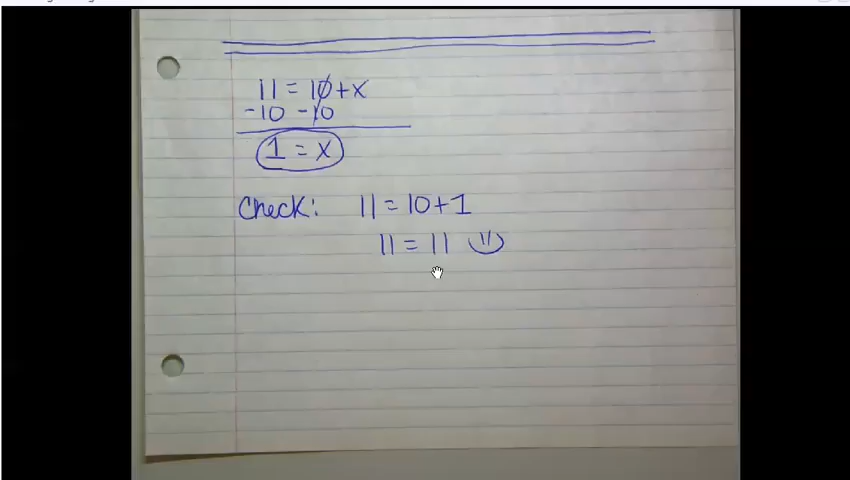 11 = 10 + x
-10 -10
1 = x
Check: 11 = 10 + 1
11 = 11